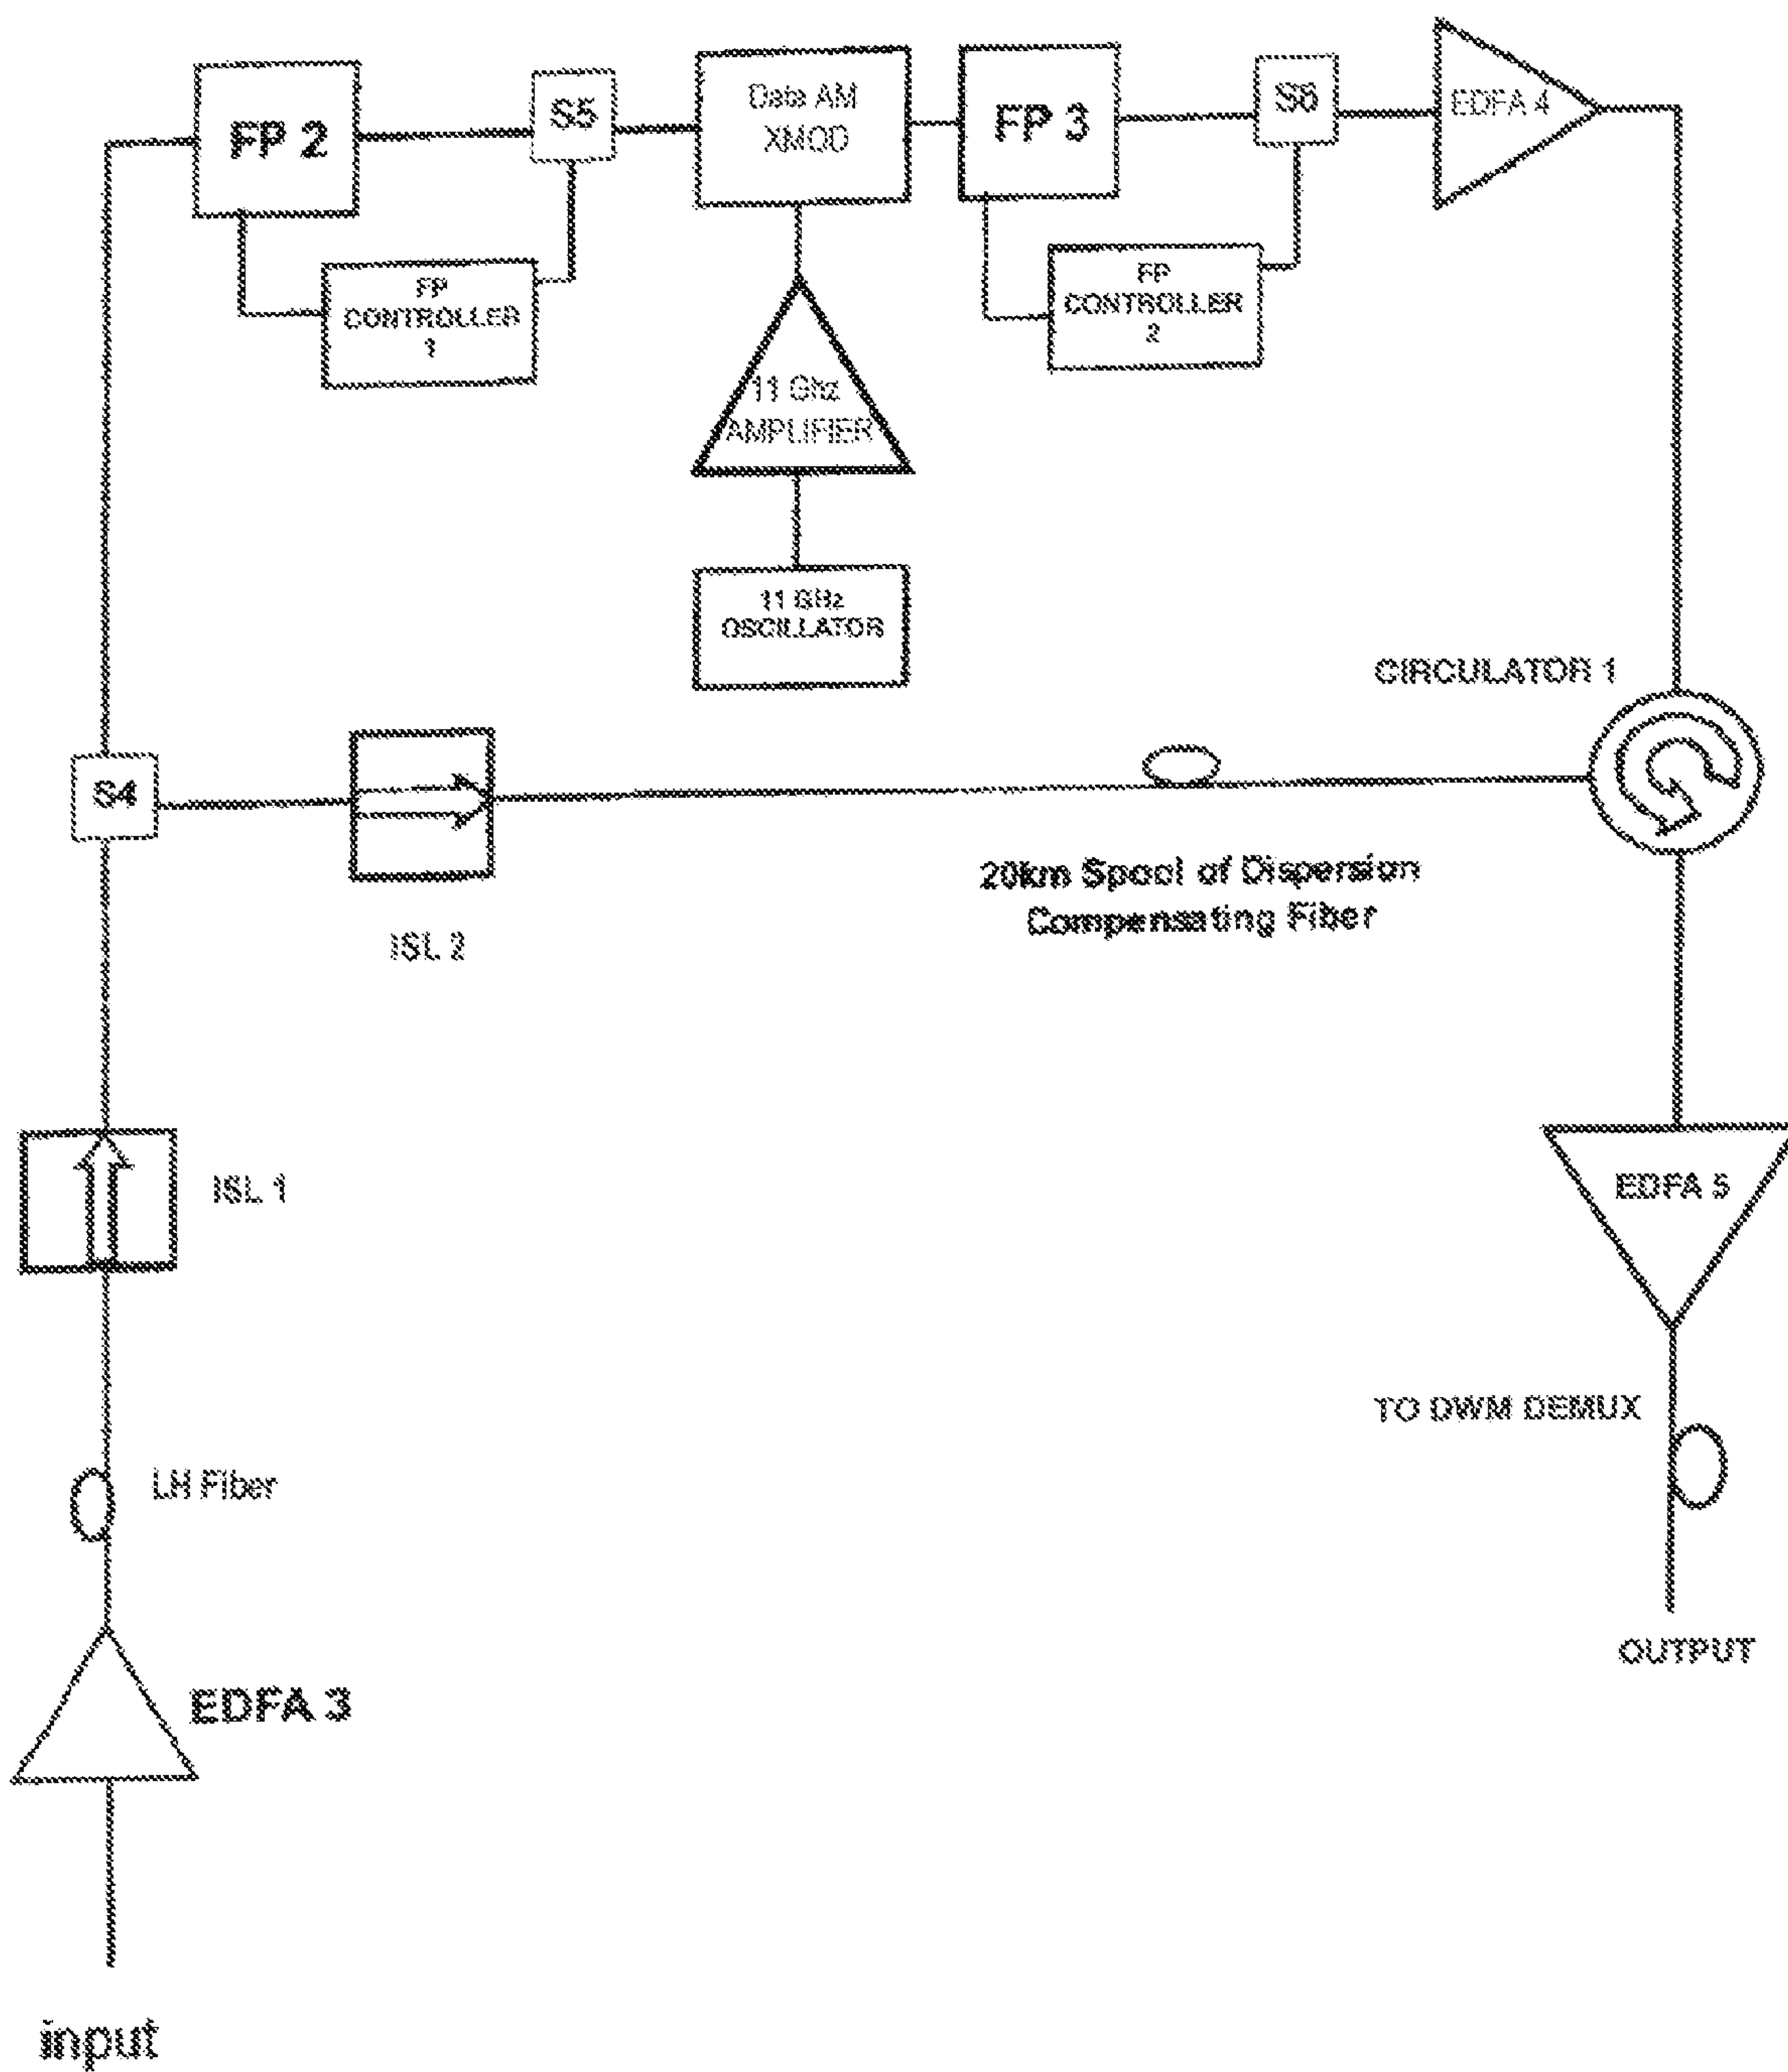 FP 2
S5
Data AM
XMOD
FP 3
S6
EDFA 4
FP
CONTROLLER
1
FP
CONTROLLER
2
11 Ghz
AMPLIFIER
11 GHz
OSCILLATOR
CIRCULATOR 1
S4
20km Spool of Dispersion
Compensating Fiber
ISL 2
ISL 1
EDFA 5
TO DWM DEMUX
LH Fiber
OUTPUT
EDFA 3
input